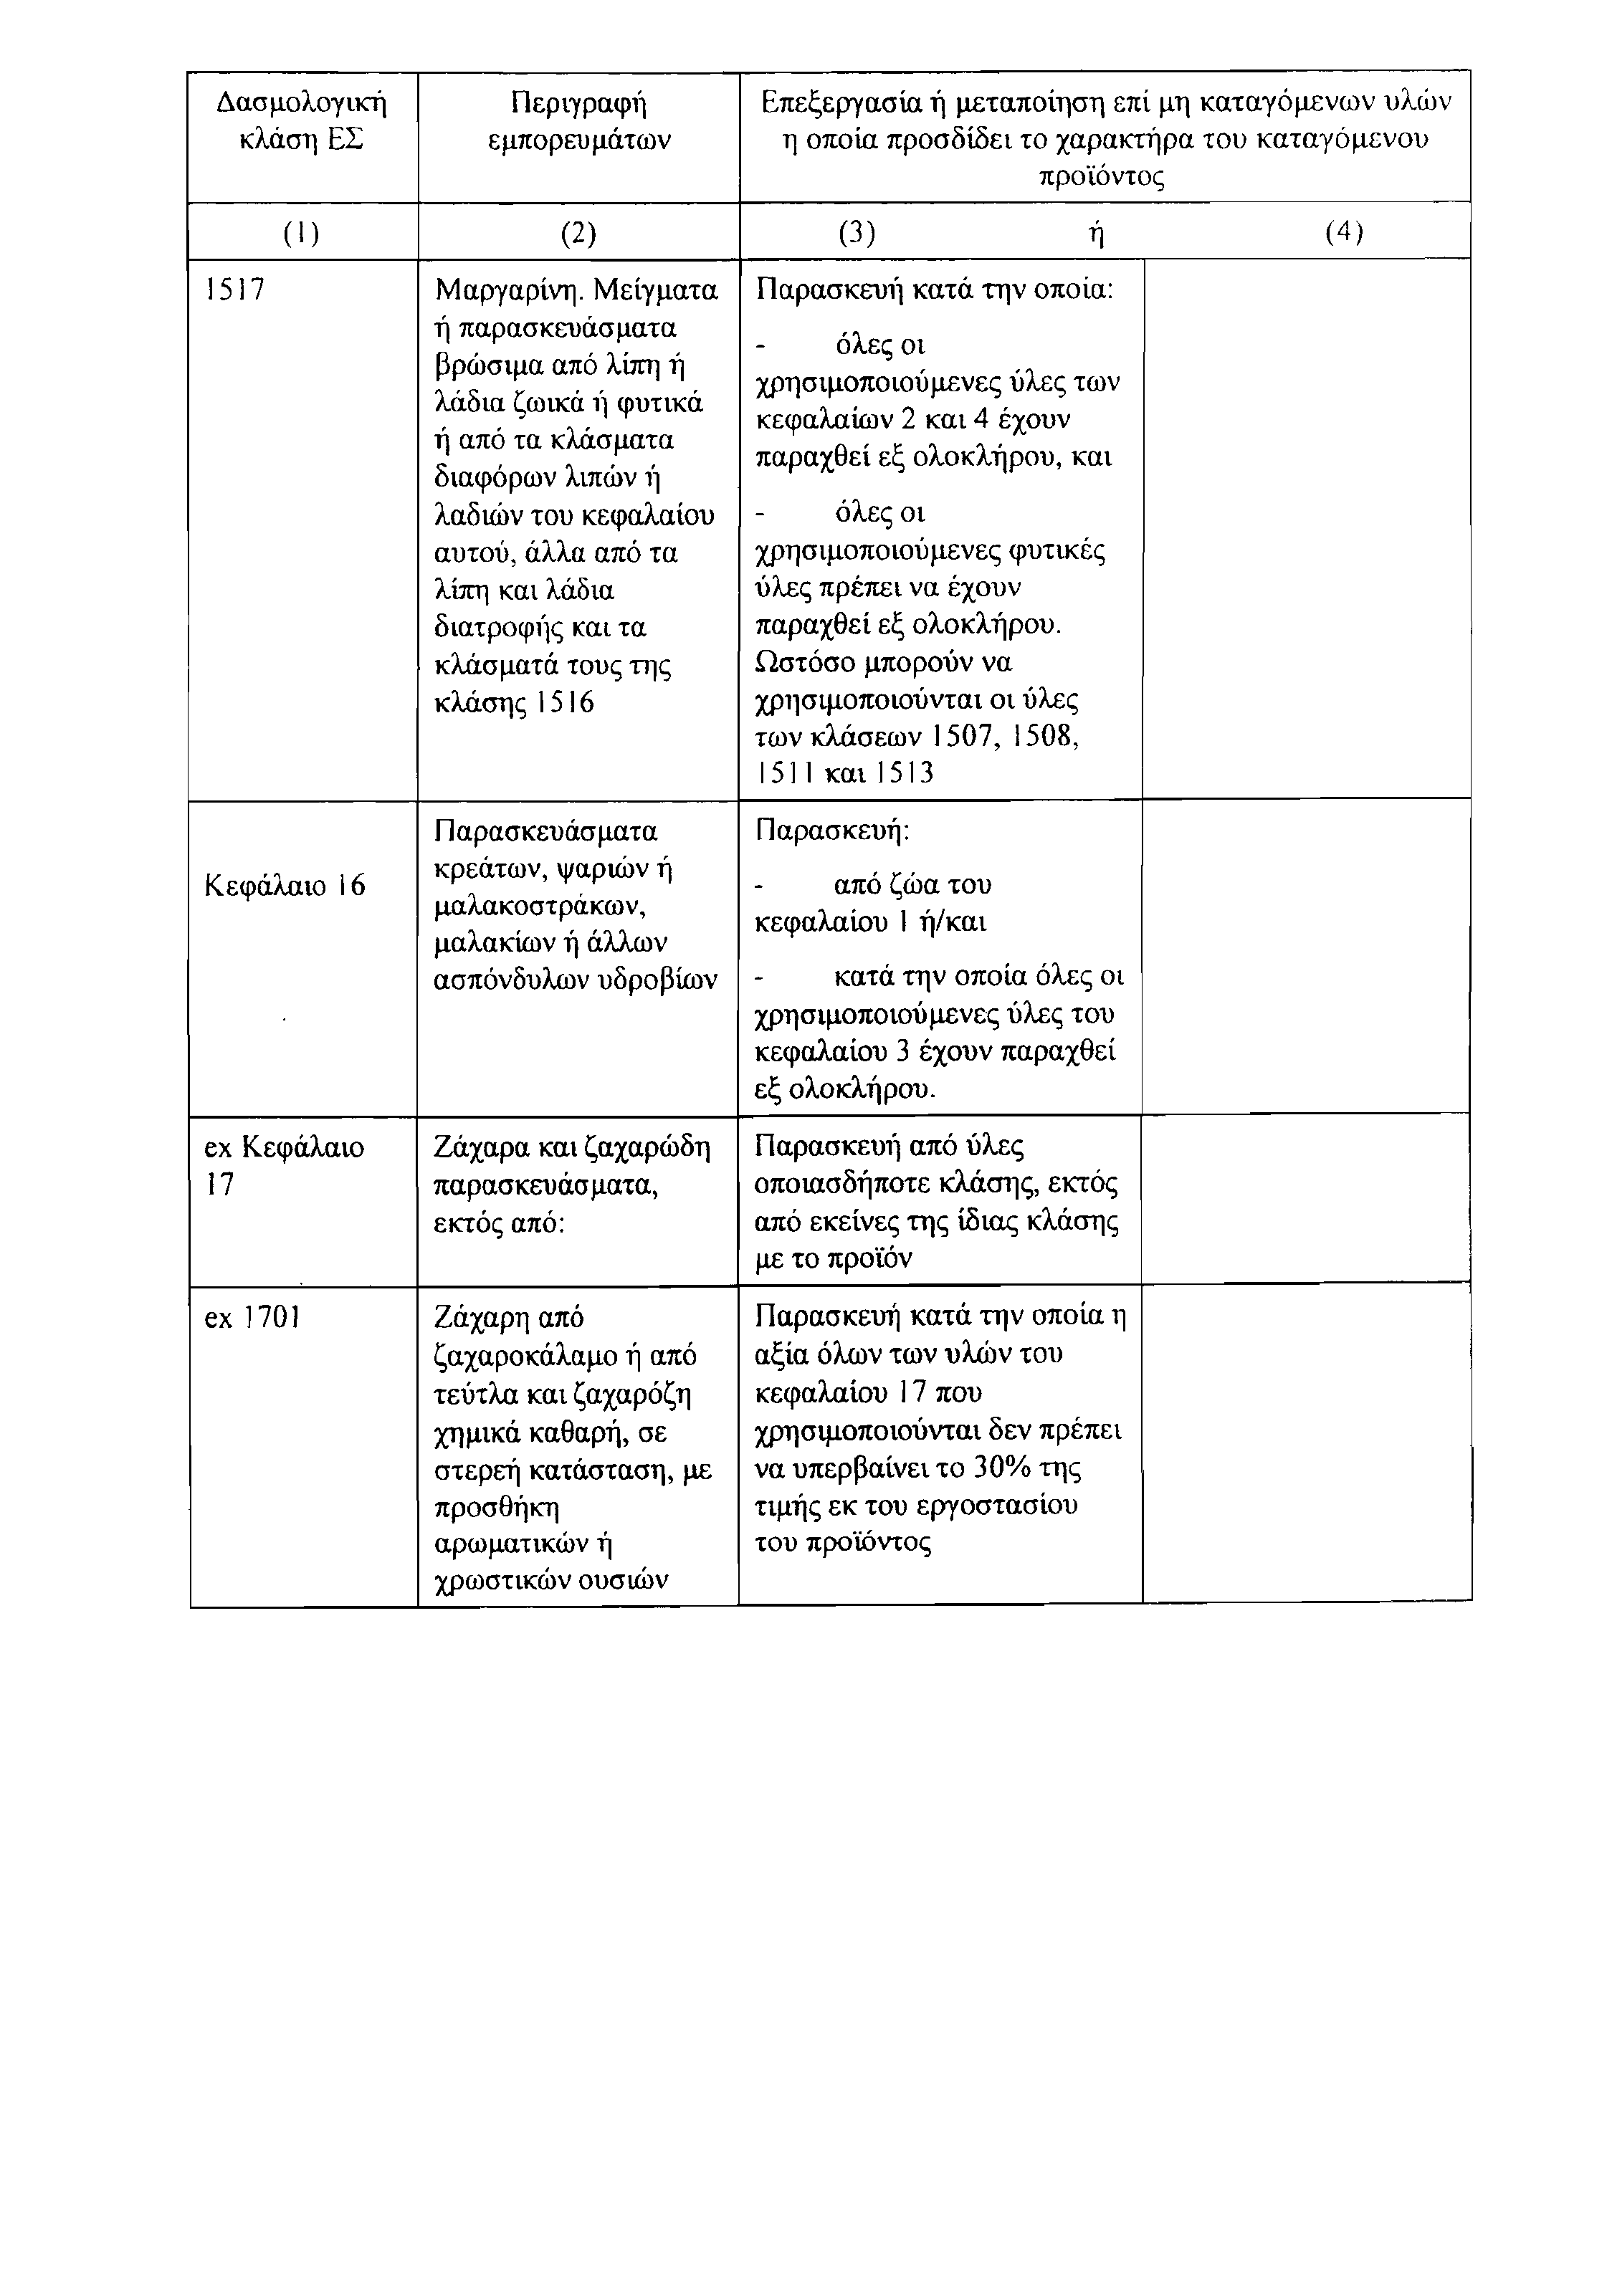 Δασμολογική
κλάση ΕΣ
Περιγραφή
εμπορευμάτων
Επεξεργασία ή μεταποίηση επί μη καταγόμενων υλών
η οποία προσδίδει το χαρακτήρα του καταγόμενου
προϊόντος
(1)
(2)
(3) ή (4)
1517
Μαργαρίνη. Μείγματα
ή παρασκευάσματα
βρώσιμα από λίπη ή
λάδια ζωικά ή φυτικά
ή από τα κλάσματα
διαφόρων λιπών ή
λαδιών του κεφαλαίου
αυτού, άλλα από τα
λίπη και λάδια
διατροφής και τα
κλάσματά τους της
κλάσης 1516
Παρασκευή κατά την οποία:
- όλες οι
χρησιμοποιούμενες ύλες των
κεφαλαίων 2 και 4 έχουν
παραχθεί εξ ολοκλήρου, και
- όλες οι
χρησιμοποιούμενες φυτικές
ύλες πρέπει να έχουν
παραχθεί εξ ολοκλήρου.
Ωστόσο μπορούν να
χρησιμοποιούνται οι ύλες
των κλάσεων 1507, 1508,
1511 και 1513
Κεφάλαιο 16
Παρασκευάσματα
κρεάτων, ψαριών ή
μαλακοστράκων,
μαλακίων ή άλλων
ασπόνδυλων υδροβίων
Παρασκευή:
- από ζώα του
κεφαλαίου 1 ή/και
- κατά την οποία όλες οι
χρησιμοποιούμενες ύλες του
κεφαλαίου 3 έχουν παραχθεί
εξ ολοκλήρου.
ex Κεφάλαιο
17
Ζάχαρα και ζαχαρώδη
παρασκευάσματα,
εκτός από:
Παρασκευή από ύλες
οποιασδήποτε κλάσης, εκτός
από εκείνες της ίδιας κλάσης
με το προϊόν
ex 1701
Ζάχαρη από
ζαχαροκάλαμο ή από
τεύτλα και ζαχαρόζη
χημικά καθαρή, σε
στερεή κατάσταση, με
προσθήκη
αρωματικών ή
χρωστικών ουσιών
Παρασκευή κατά την οποία η
αξία όλων των υλών του
κεφαλαίου 17 που
χρησιμοποιούνται δεν πρέπει
να υπερβαίνει το 30% της
τιμής εκ του εργοστασίου
του προϊόντος